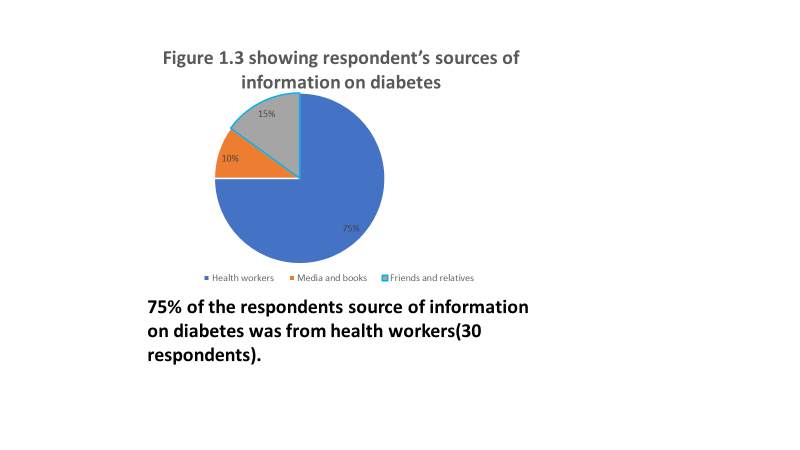 Figure 1.3 showing respondent’s sources of
information on diabetes
15%
10%
75%
Health workers Media and books Friends and relatives
75% of the respondents source of information
on diabetes was from health workers(30
respondents).